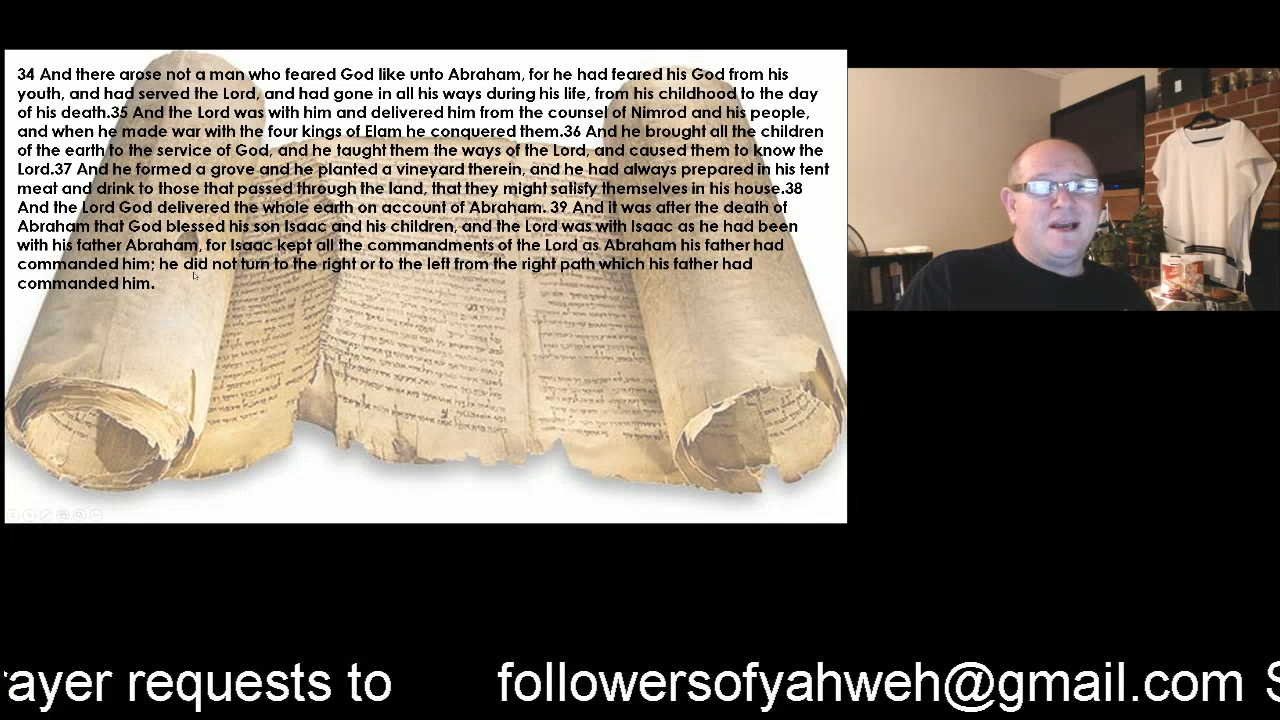 34 And there arose not a man who feared God like unto Abraham, for he had feared his God from his
youth, and had served the Lord, and had gone in all his ways during his life, from his childhood to the day
of his death.35 And the Lord was with him and delivered him from the counsel of Nimrod and his people,
and when he made war with the four kings of Elam he conquered them.36 And he brought all the children
of the earth to the service of God, and he taught them the ways of the Lord, and caused them to know the
Lord.37 And he formed a grove and he planted a vineyard therein, and he had always prepared in his tent
meat and drink to those that passed through the land, that they might satisfy themselves in his house.38
And the Lord God delivered the whole earth on account of Abraham. 39 And it was after the death of
Abraham that God blessed his son Isaac and his children, and the Lord was with Isaac as he had been
with his father Abraham, for Isaac kept all the commandments of the Lord as Abraham his father had
commanded him; he did not turn to the right or to the left from the right path which his father had
commanded him.
rayer requests to followersofyahweh@gmail.com S